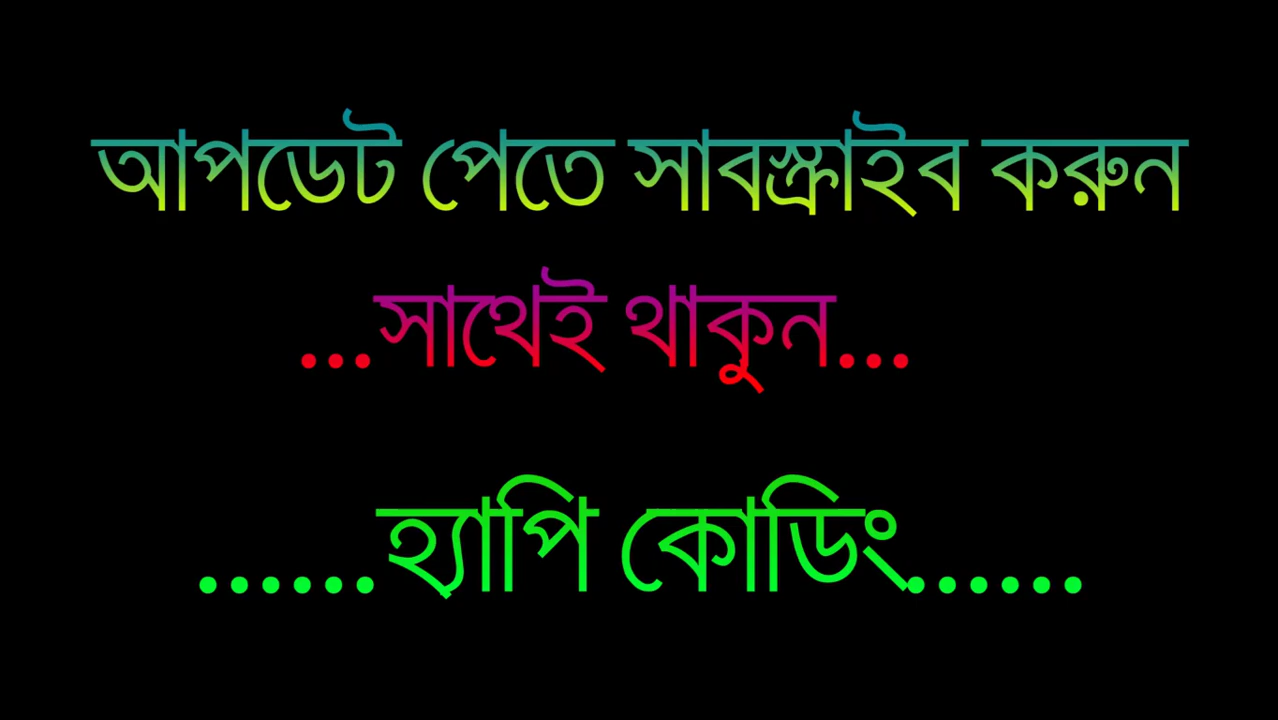 আপডেট পেতে সাবস্ক্রাইব করুন
...সাথেই থাকুন...
......হ্যাপি কোডিং......